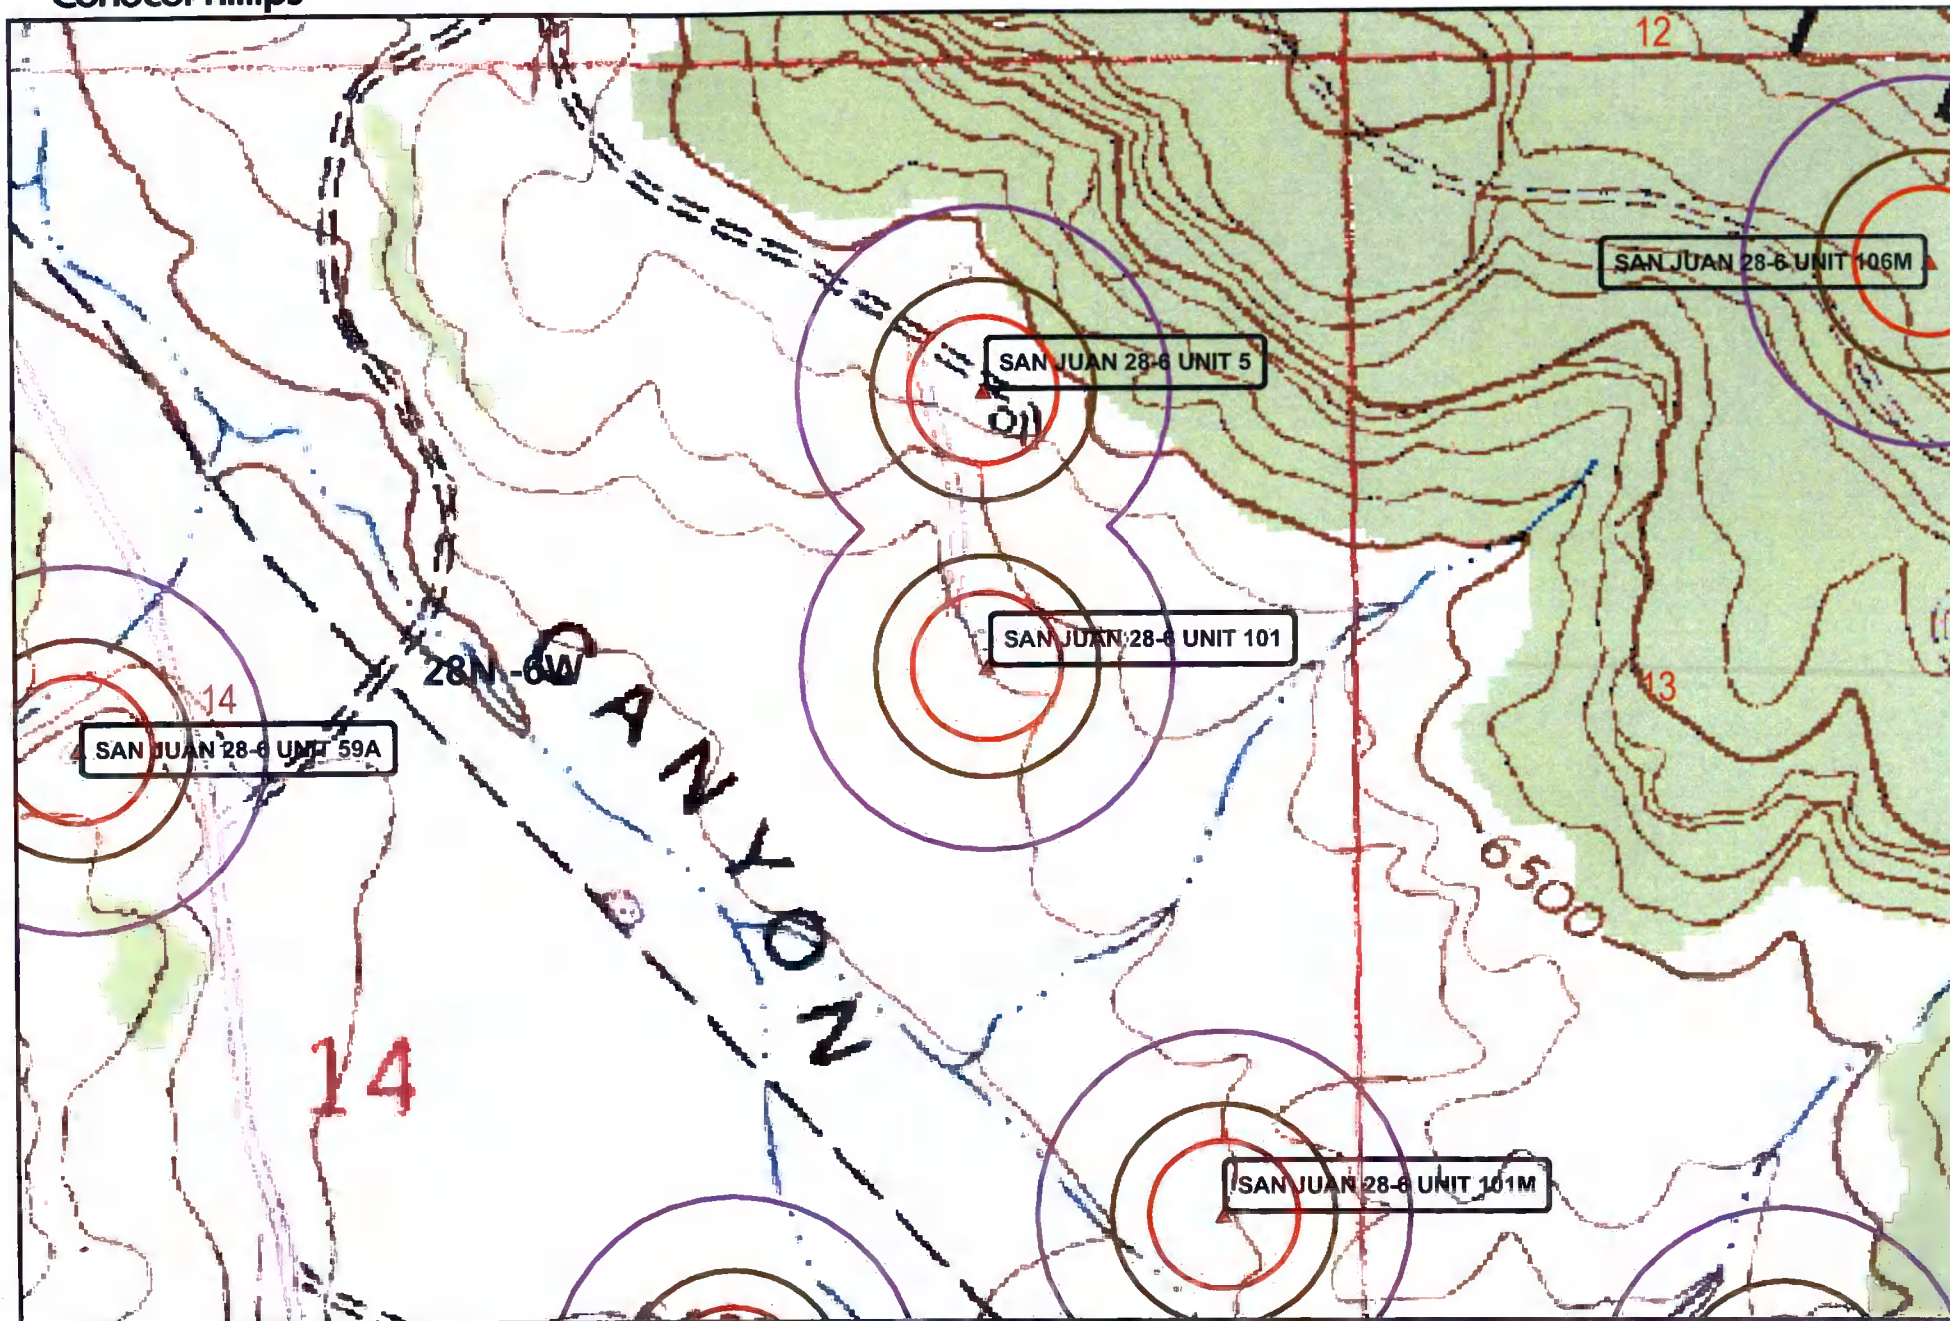 ConocoPhillips
12
SAN JUAN 28-6 UNIT 106M
SAN JUAN 28-6 UNIT 5
SAN JUAN 28-6 UNIT 101
28N -6W
CANYON
13
14
SAN JUAN 28-6 UNIT 59A
6500
14
SAN JUAN 28-6 UNIT 101M